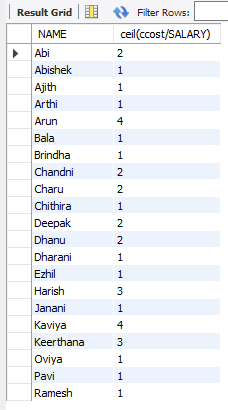 Result Grid Filter Rows:
NAME ceil(ccost/SALARY)
Abi 2
Abishek 1
Ajith 1
Arthi 1
Arun 4
Bala 1
Brindha 1
Chandni 2
Charu 2
Chithira 1
Deepak 2
Dhanu 2
Dharani 1
Ezhil 1
Harish 3
Janani 1
Kaviya 4
Keerthana 3
Oviya 1
Pavi 1
Ramesh 1